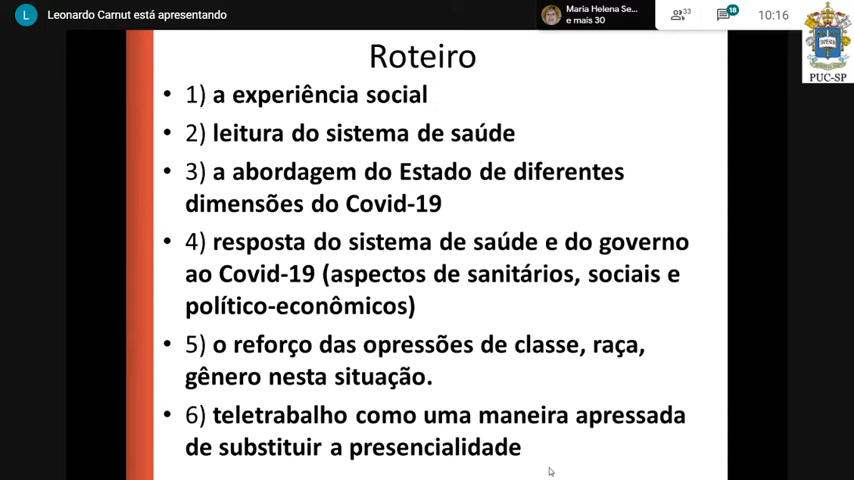 L Leonardo Carnut está apresentando
Maria Helena Se...
e mais 30
33
18
10:16
PUC-SP
Roteiro
• 1) a experiência social
• 2) leitura do sistema de saúde
• 3) a abordagem do Estado de diferentes
dimensões do Covid-19
• 4) resposta do sistema de saúde e do governo
ao Covid-19 (aspectos de sanitários, sociais e
político-econômicos)
• 5) o reforço das opressões de classe, raça,
gênero nesta situação.
• 6) teletrabalho como uma maneira apressada
de substituir a presencialidade